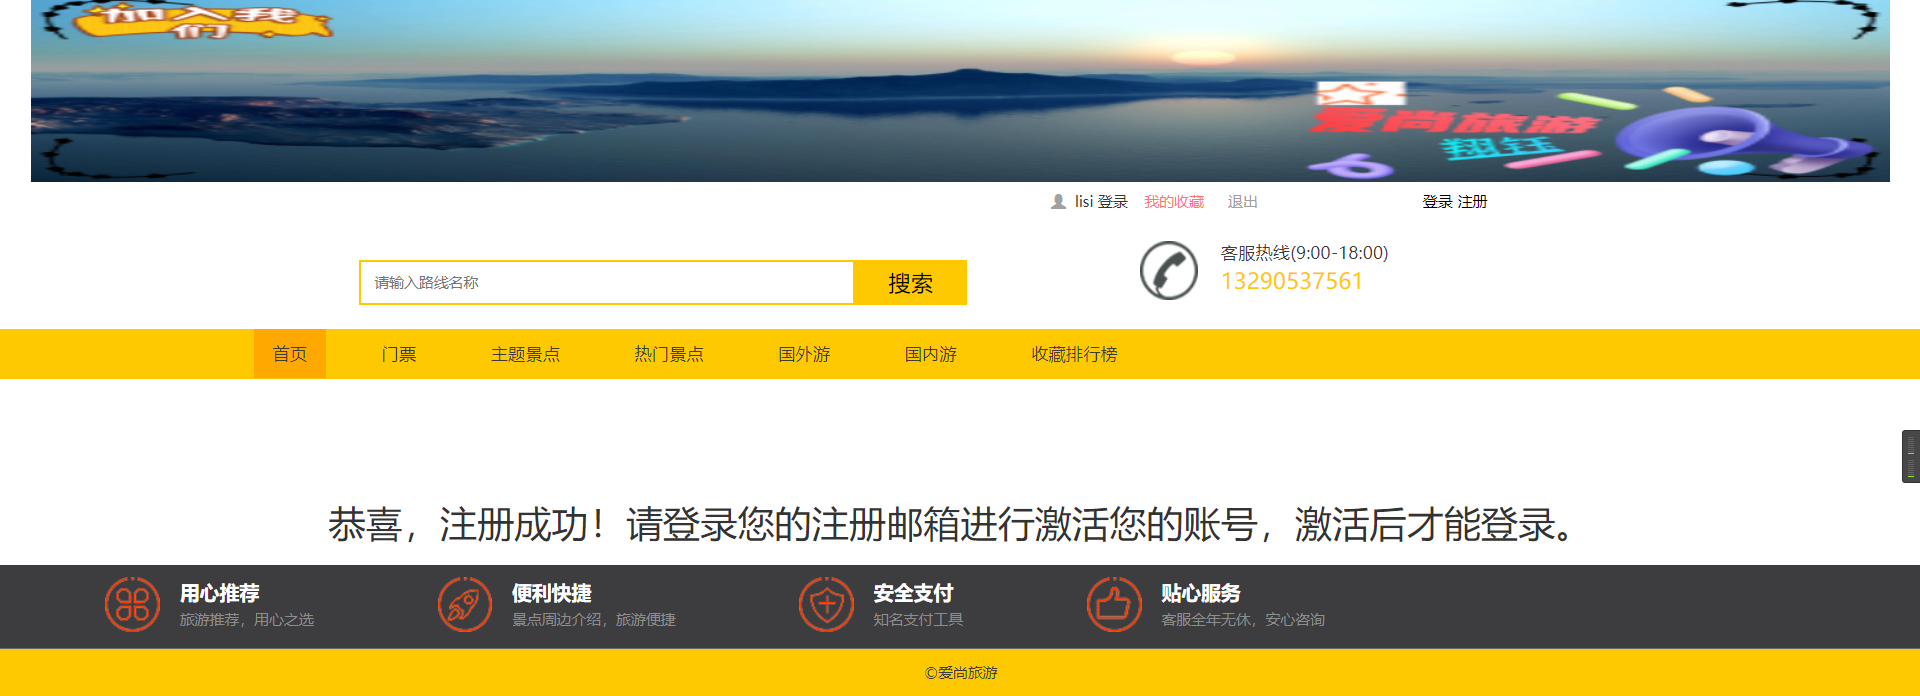 加入我
们
爱尚旅游
翔钰
lisi 登录 我的收藏 退出 登录 注册
客服热线(9:00-18:00)
13290537561
请输入路线名称 搜索
首页 门票 主题景点 热门景点 国外游 国内游 收藏排行榜
恭喜，注册成功！请登录您的注册邮箱进行激活您的账号，激活后才能登录。
用心推荐
旅游推荐，用心之选
便利快捷
景点周边介绍，旅游便捷
安全支付
知名支付工具
贴心服务
客服全年无休，安心咨询
©爱尚旅游